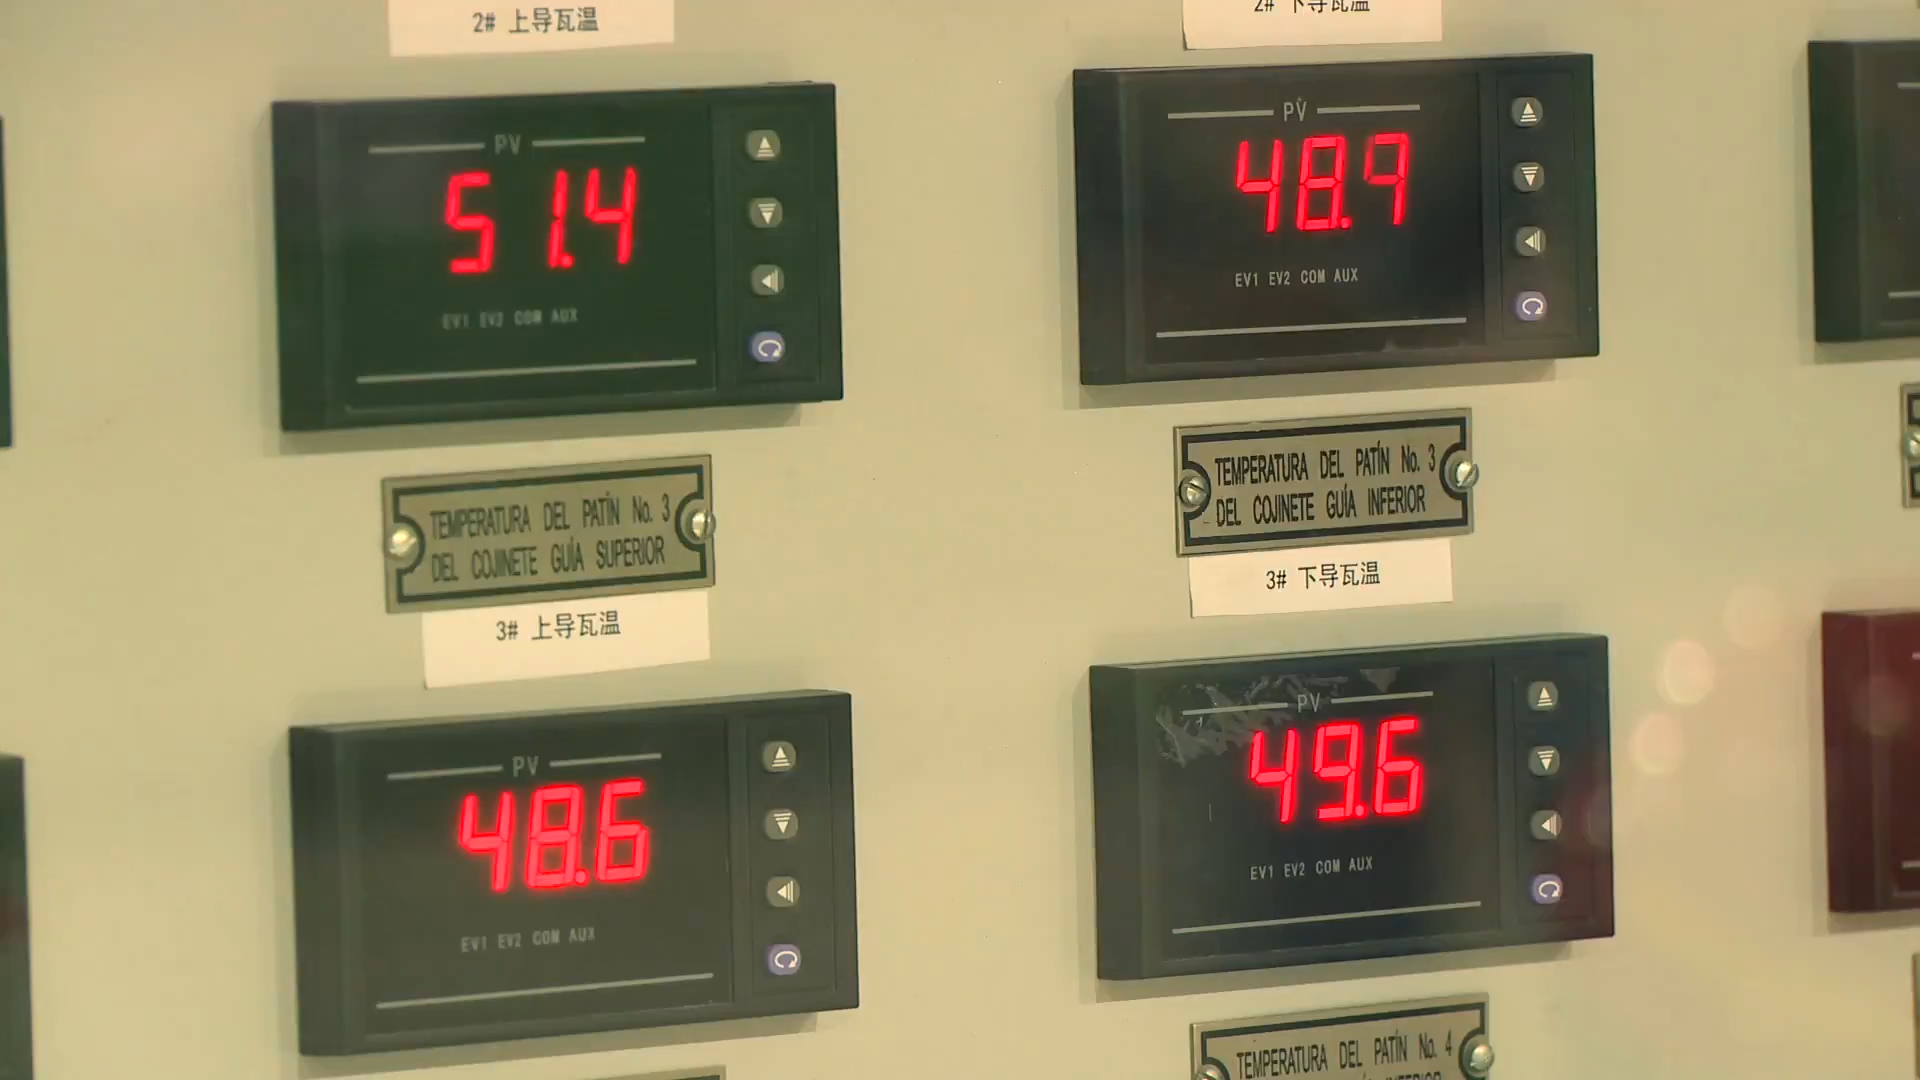 2# 上导瓦温
2# 下导瓦温
PV
51.4
EV1 EV2 COM AUX
PV
48.9
EV1 EV2 COM AUX
TEMPERATURA DEL PATÍN No. 3
DEL COJINETE GUÍA SUPERIOR
3# 上导瓦温
TEMPERATURA DEL PATÍN No. 3
DEL COJINETE GUÍA INFERIOR
3# 下导瓦温
PV
48.6
EV1 EV2 COM AUX
PV
49.6
EV1 EV2 COM AUX
TEMPERATURA DEL PATÍN No. 4